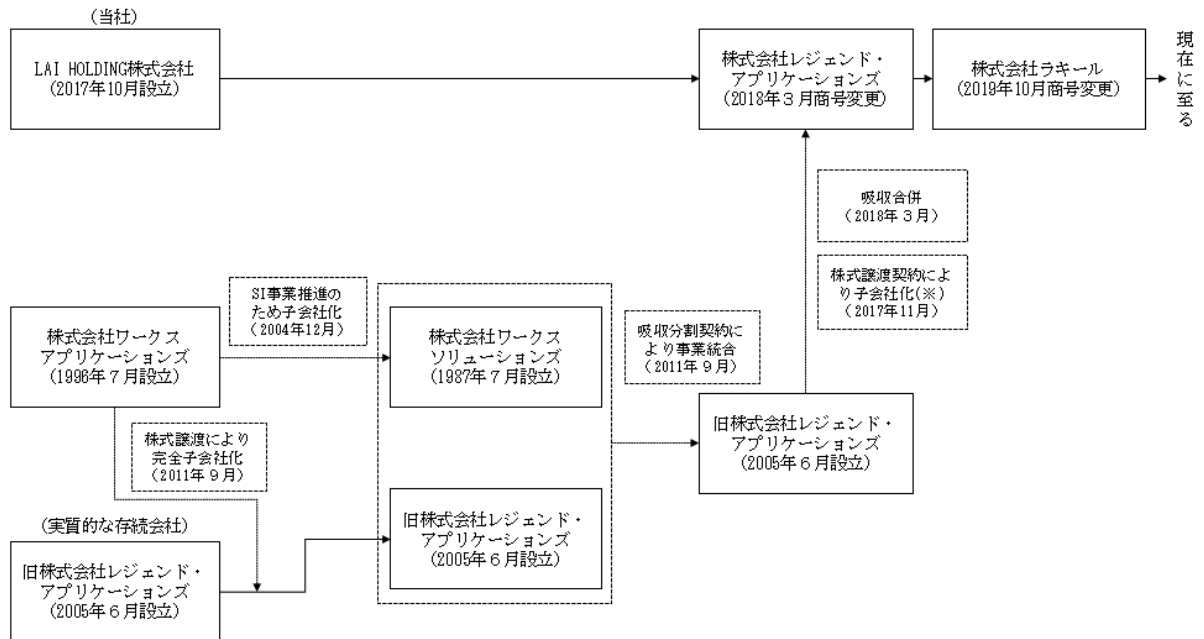 (当社)
LAI HOLDING株式会社
(2017年10月設立)
株式会社レジェンド・
アプリケーションズ
(2018年3月商号変更)
株式会社ラキール
(2019年10月商号変更)
現在に至る
吸収合併
(2018年3月)
株式譲渡契約によ
り子会社化(※)
(2017年11月)
SI事業推進の
ため子会社化
(2004年12月)
株式会社ワークス
アプリケーションズ
(1996年7月設立)
株式会社ワークス
ソリューションズ
(1987年7月設立)
吸収分割契約に
より事業統合
(2011年9月)
株式譲渡により
完全子会社化
(2011年9月)
旧株式会社レジェンド・
アプリケーションズ
(2005年6月設立)
(実質的な存続会社)
旧株式会社レジェンド・
アプリケーションズ
(2005年6月設立)
旧株式会社レジェンド・
アプリケーションズ
(2005年6月設立)